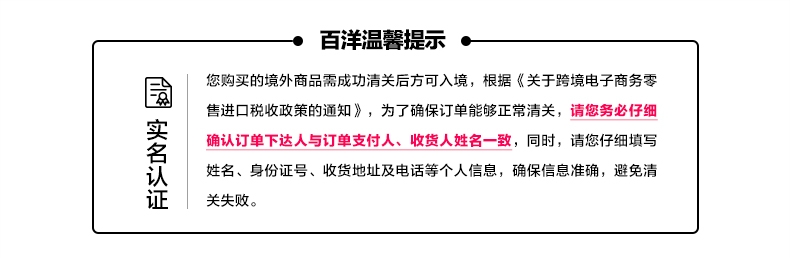 百洋温馨提示
实名认证
您购买的境外商品需成功清关后方可入境，根据《关于跨境电子商务零
售进口税收政策的通知》，为了确保订单能够正常清关，请您务必仔细
确认订单下达人与订单支付人、收货人姓名一致，同时，请您仔细填写
姓名、身份证号、收货地址及电话等个人信息，确保信息准确，避免清
关失败。